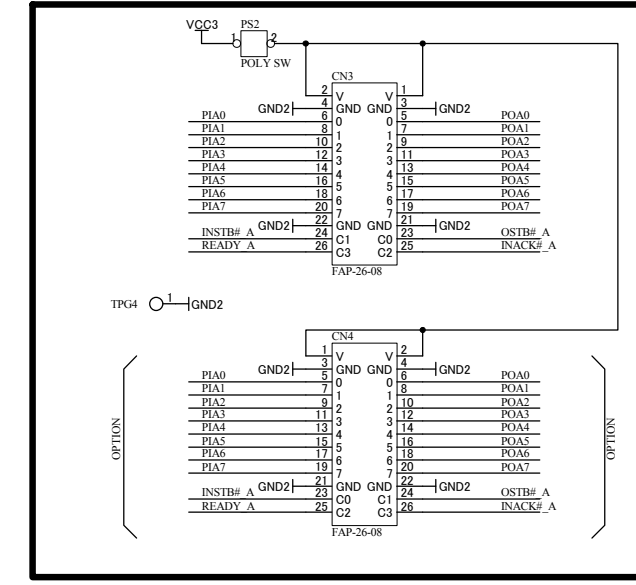 VCC3 PS2
1 2
POLY SW
CN3
2 V V 1
GND2 4 GND GND 3 GND2
PIA0 6 0 0 5 POA0
PIA1 8 1 1 7 POA1
PIA2 10 2 2 9 POA2
PIA3 12 3 3 11 POA3
PIA4 14 4 4 13 POA4
PIA5 16 5 5 15 POA5
PIA6 18 6 6 17 POA6
PIA7 20 7 7 19 POA7
GND2 22 GND GND 21 GND2
INSTB#_A 24 C1 C0 23 OSTB#_A
READY_A 26 C3 C2 25 INACK#_A
FAP-26-08
TPG4 1 GND2
CN4
1 V V 2
GND2 3 GND GND 4 GND2
PIA0 5 0 0 6 POA0
PIA1 7 1 1 8 POA1
PIA2 9 2 2 10 POA2
PIA3 11 3 3 12 POA3
PIA4 13 4 4 14 POA4
PIA5 15 5 5 16 POA5
PIA6 17 6 6 18 POA6
PIA7 19 7 7 20 POA7
GND2 21 GND GND 22 GND2
INSTB#_A 23 C0 C1 24 OSTB#_A
READY_A 25 C2 C3 26 INACK#_A
FAP-26-08
OPTION
OPTION